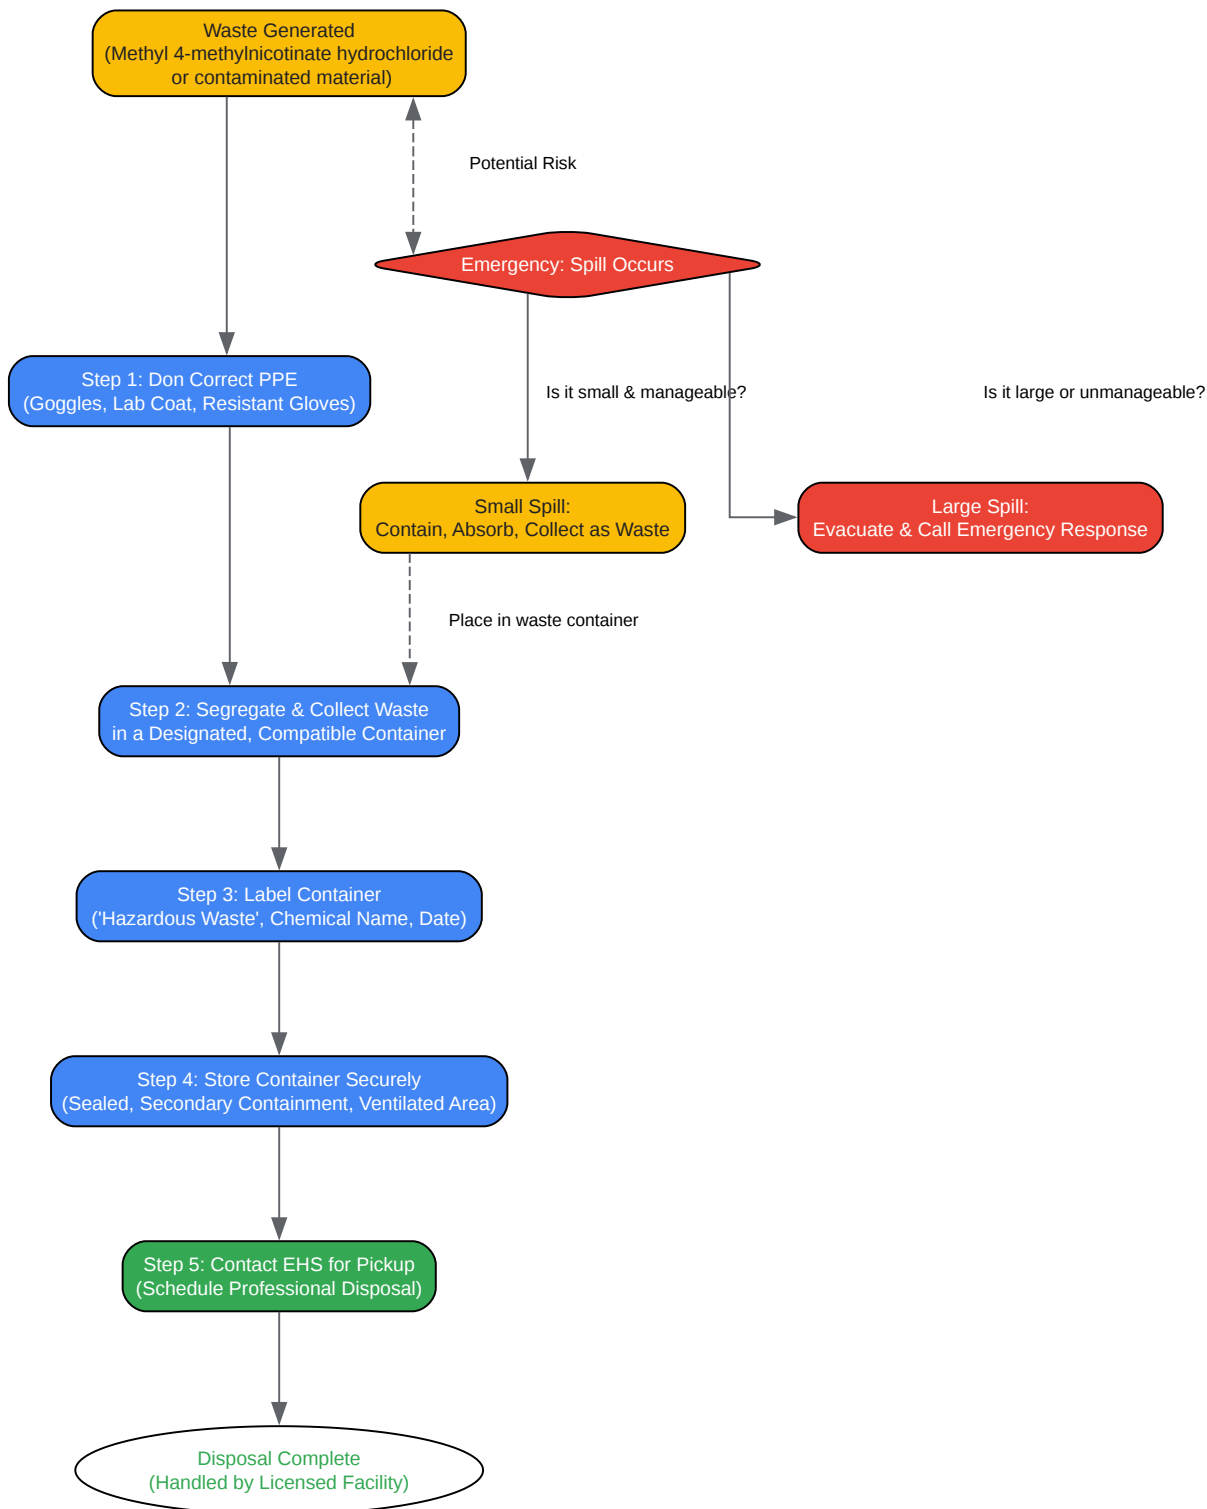 Waste Generated
(Methyl 4-methylnicotinate hydrochloride
or contaminated material)
Potential Risk
Emergency: Spill Occurs
Step 1: Don Correct PPE
(Goggles, Lab Coat, Resistant Gloves)
Is it small & manageable?
Is it large or unmanageable?
Small Spill:
Contain, Absorb, Collect as Waste
Large Spill:
Evacuate & Call Emergency Response
Place in waste container
Step 2: Segregate & Collect Waste
in a Designated, Compatible Container
Step 3: Label Container
('Hazardous Waste', Chemical Name, Date)
Step 4: Store Container Securely
(Sealed, Secondary Containment, Ventilated Area)
Step 5: Contact EHS for Pickup
(Schedule Professional Disposal)
Disposal Complete
(Handled by Licensed Facility)